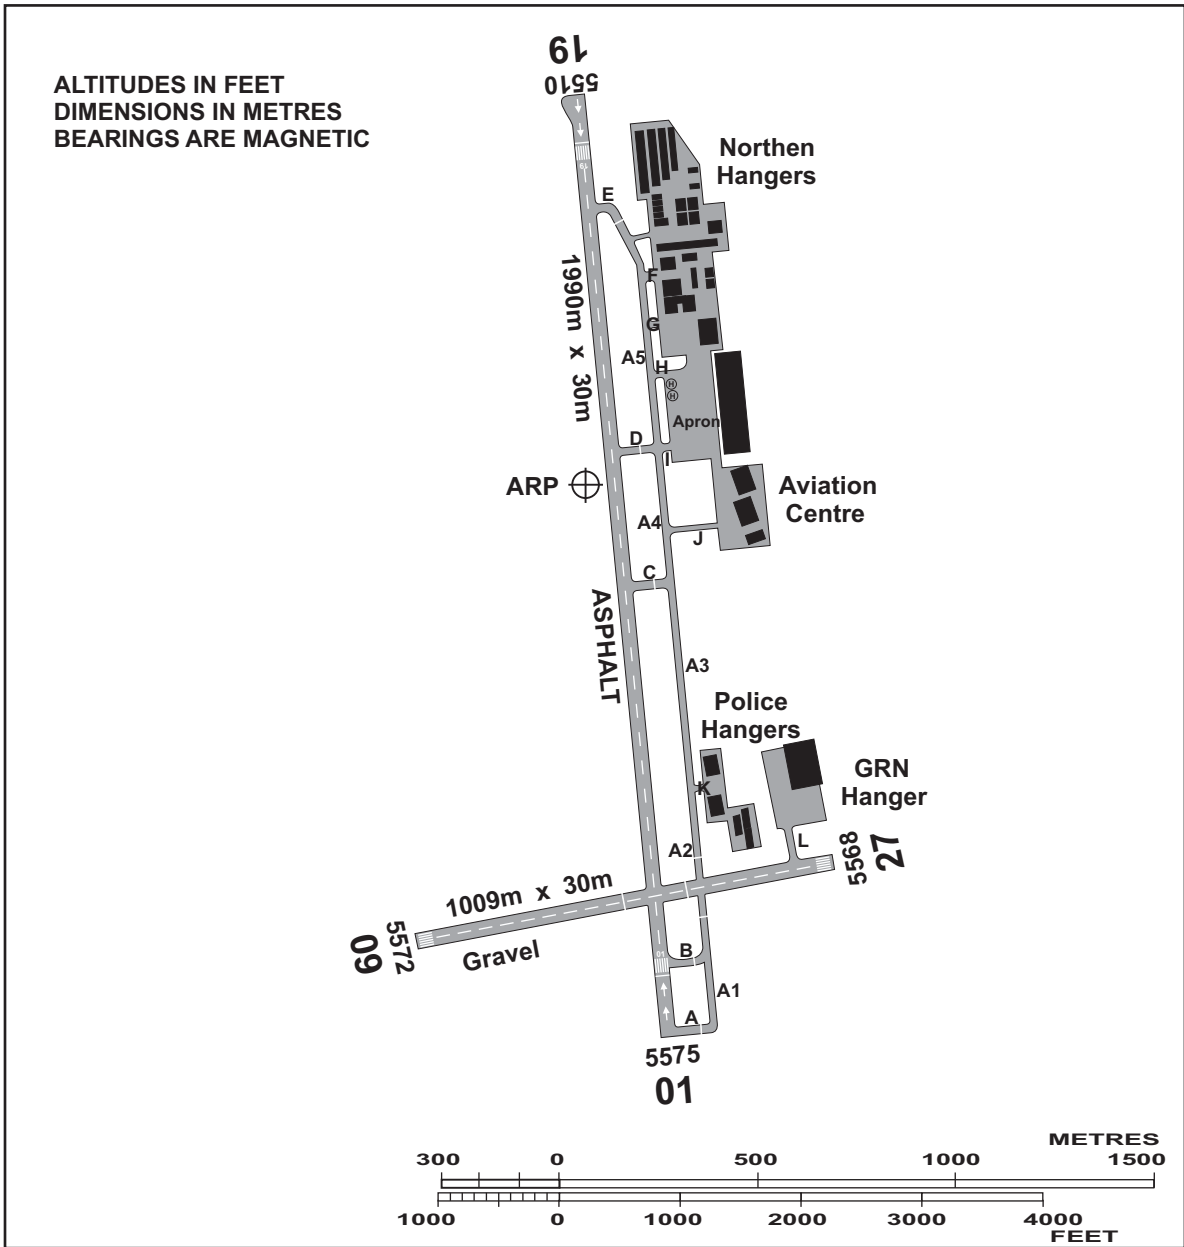 19
5510
ALTITUDES IN FEET
DIMENSIONS IN METRES
BEARINGS ARE MAGNETIC
Northen
Hangers
19
E
F
1990m x 30m
G
A5
H
H
H
Apron
D
I
ARP
Aviation
Centre
A4
J
C
ASPHALT
A3
Police
Hangers
GRN
Hanger
K
L
5568
27
A2
1009m x 30m
09
5572
Gravel
01
B
A1
A
5575
01
METRES
300 0 500 1000 1500
1000 0 1000 2000 3000 4000
FEET